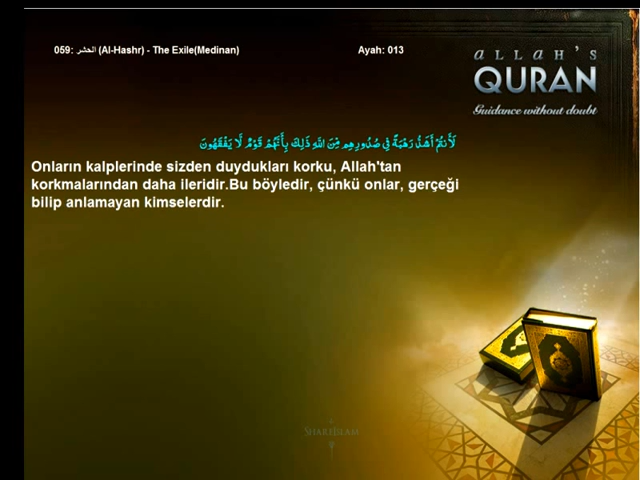 059: الحشر (Al-Hashr) - The Exile(Medinan) Ayah: 013
ALLAH'S
QURAN
Guidance without doubt
لَأَنتُمْ أَشَدُّ رَهْبَةً فِي صُدُورِهِم مِّنَ اللَّهِ ذَٰلِكَ بِأَنَّهُمْ قَوْمٌ لَّا يَفْقَهُونَ
Onların kalplerinde sizden duydukları korku, Allah'tan
korkmalarından daha ileridir.Bu böyledir, çünkü onlar, gerçeği
bilip anlamayan kimselerdir.
SHAREISLAM